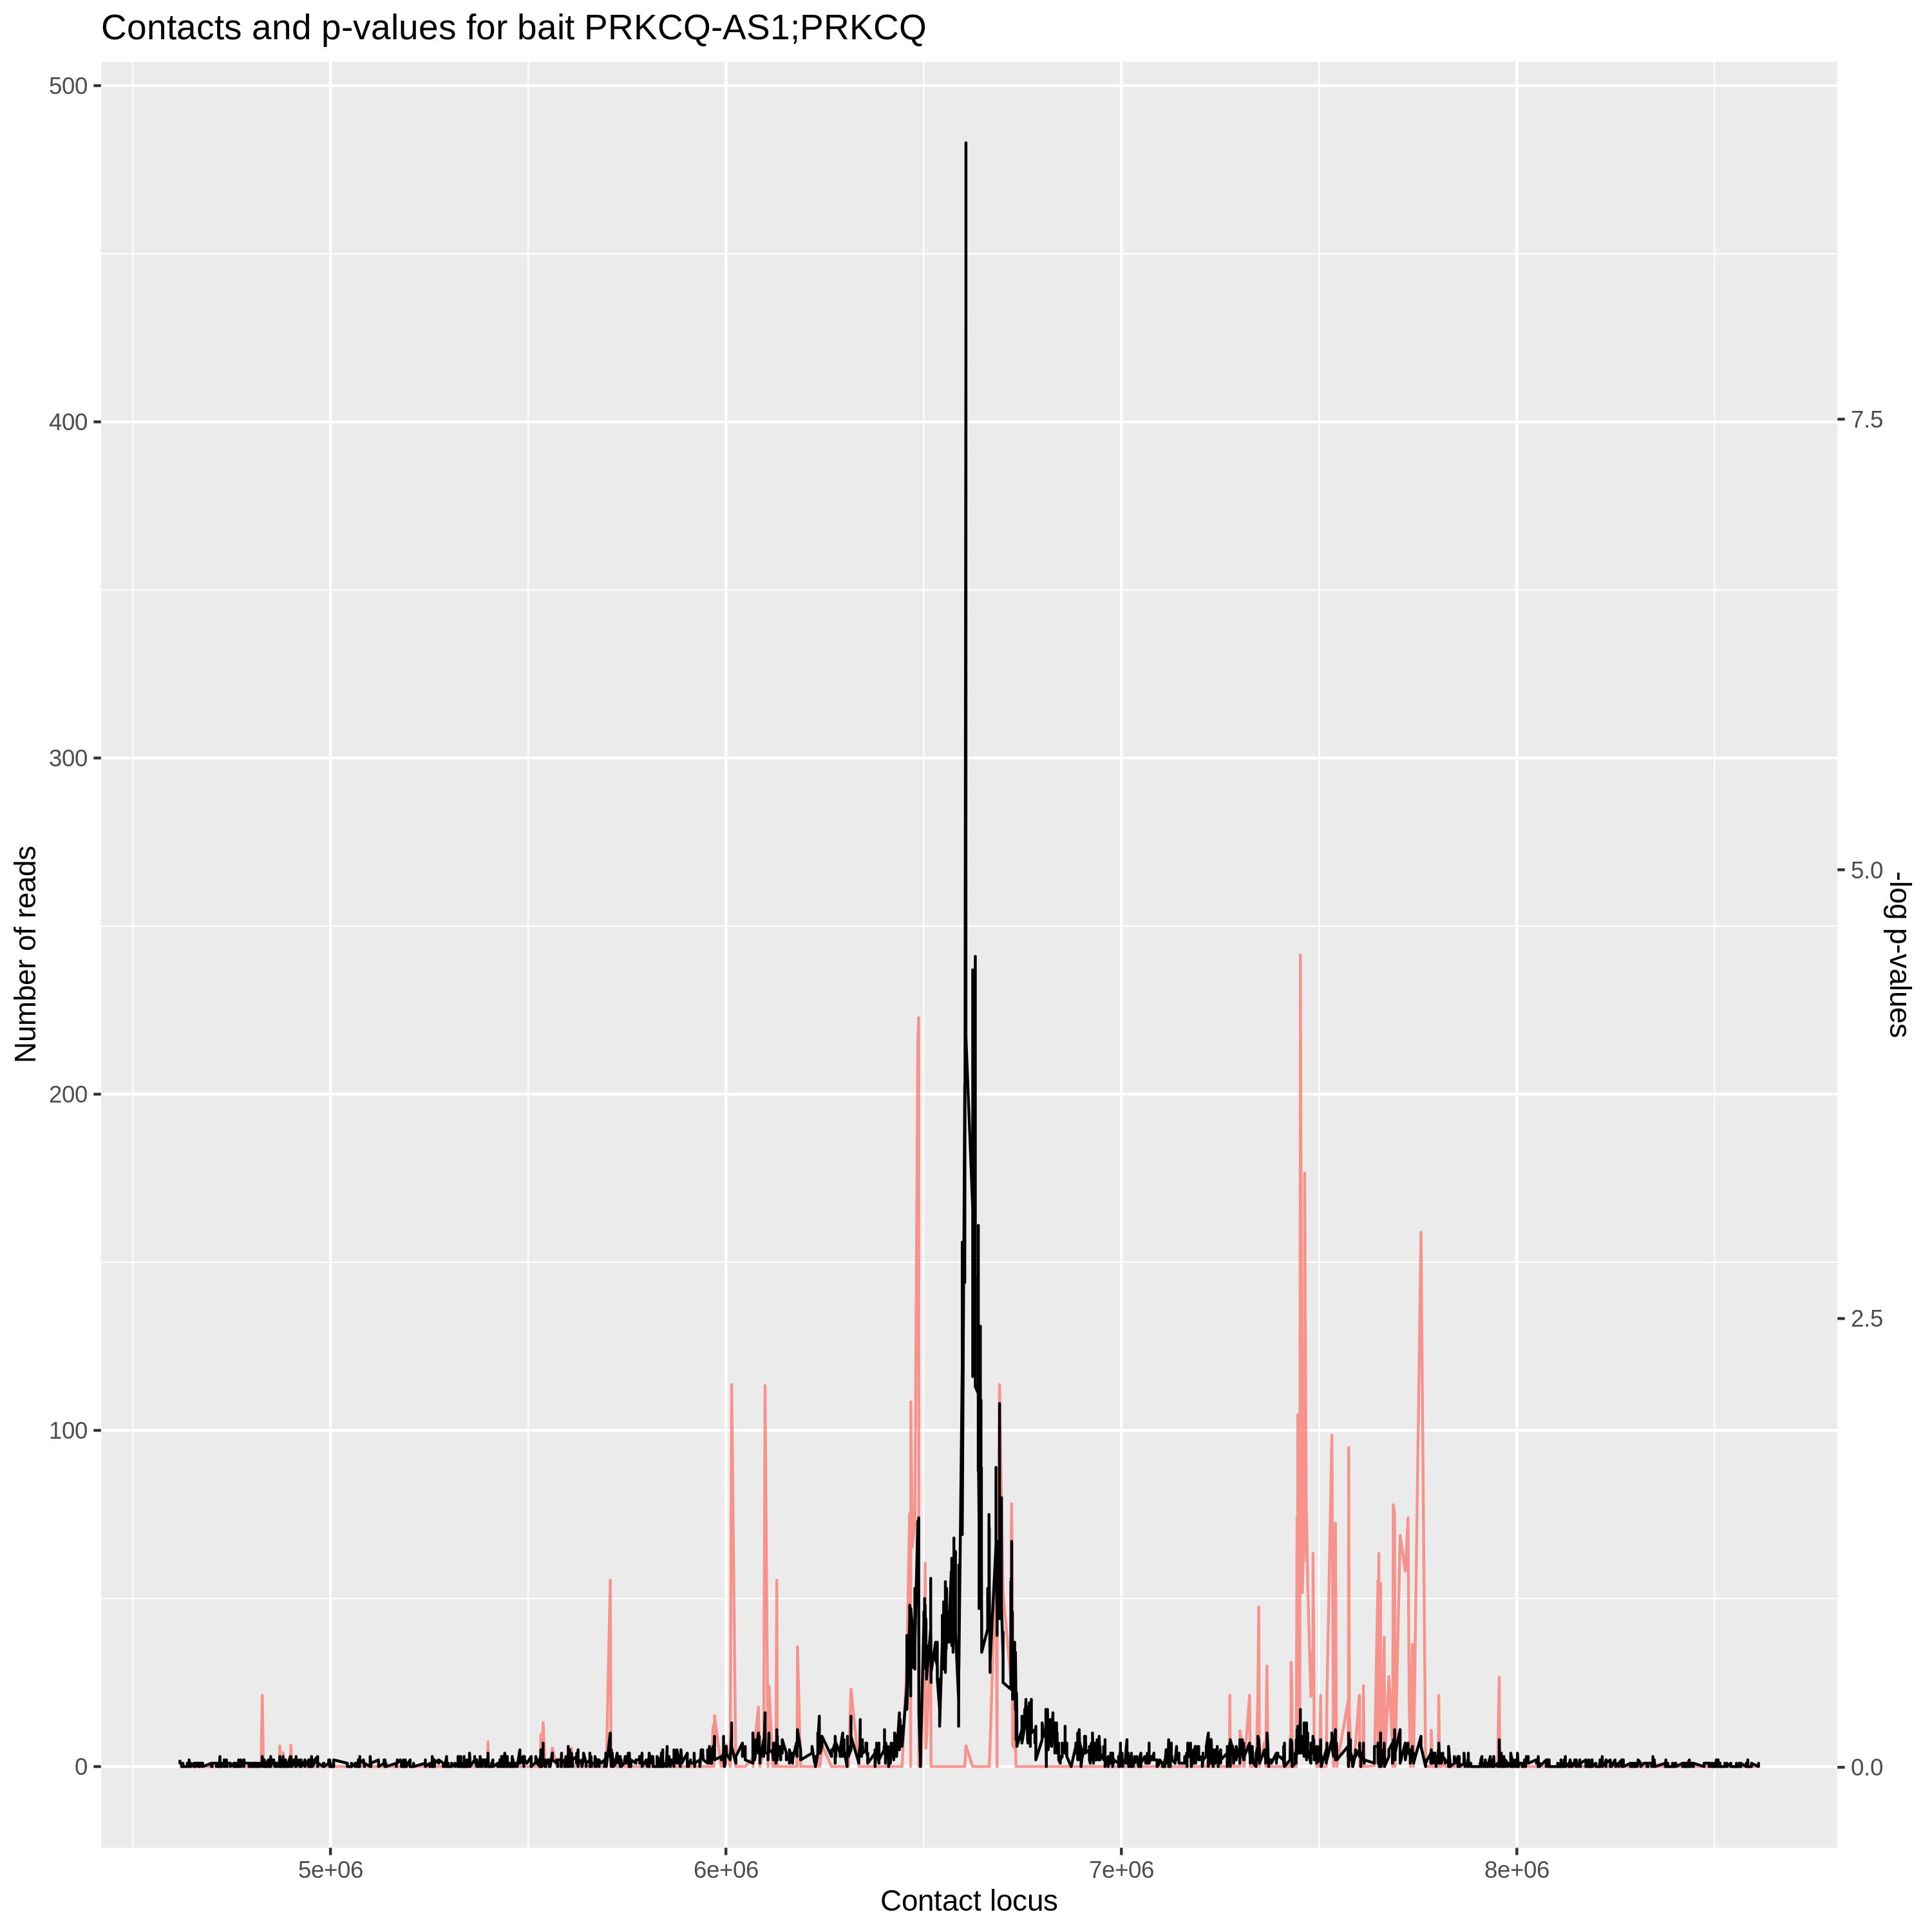 Contacts and p-values for bait PRKCQ-AS1;PRKCQ
500
400
300
200
100
0
Number of reads
7.5
5.0
2.5
0.0
-log p-values
5e+06
6e+06
7e+06
8e+06
Contact locus